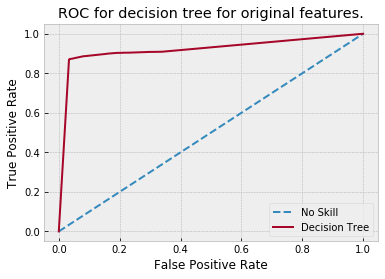 ROC for decision tree for original features.
True Positive Rate
1.0
0.8
0.6
0.4
0.2
0.0
No Skill
Decision Tree
0.0 0.2 0.4 0.6 0.8 1.0
False Positive Rate